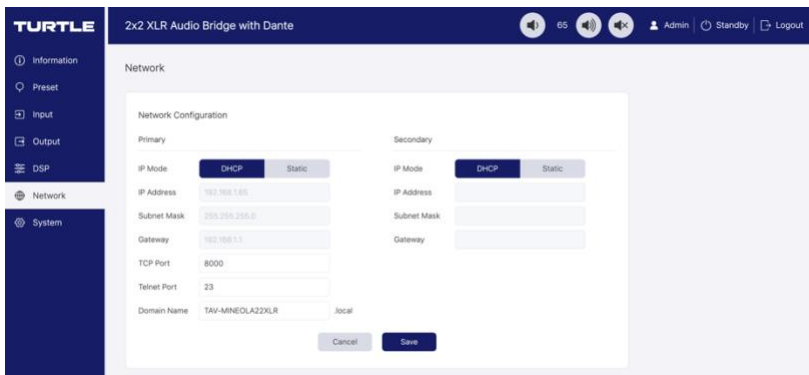 TURTLE
2x2 XLR Audio Bridge with Dante
65
Admin
Standby
Logout
Information
Preset
Input
Output
DSP
Network
System
Network
Network Configuration
Primary
IP Mode DHCP Static
IP Address 192.168.1.65
Subnet Mask 255.255.255.0
Gateway 192.168.1.1
TCP Port 8000
Telnet Port 23
Domain Name TAV-MINEOLA22XLR .local
Secondary
IP Mode DHCP Static
IP Address
Subnet Mask
Gateway
Cancel
Save